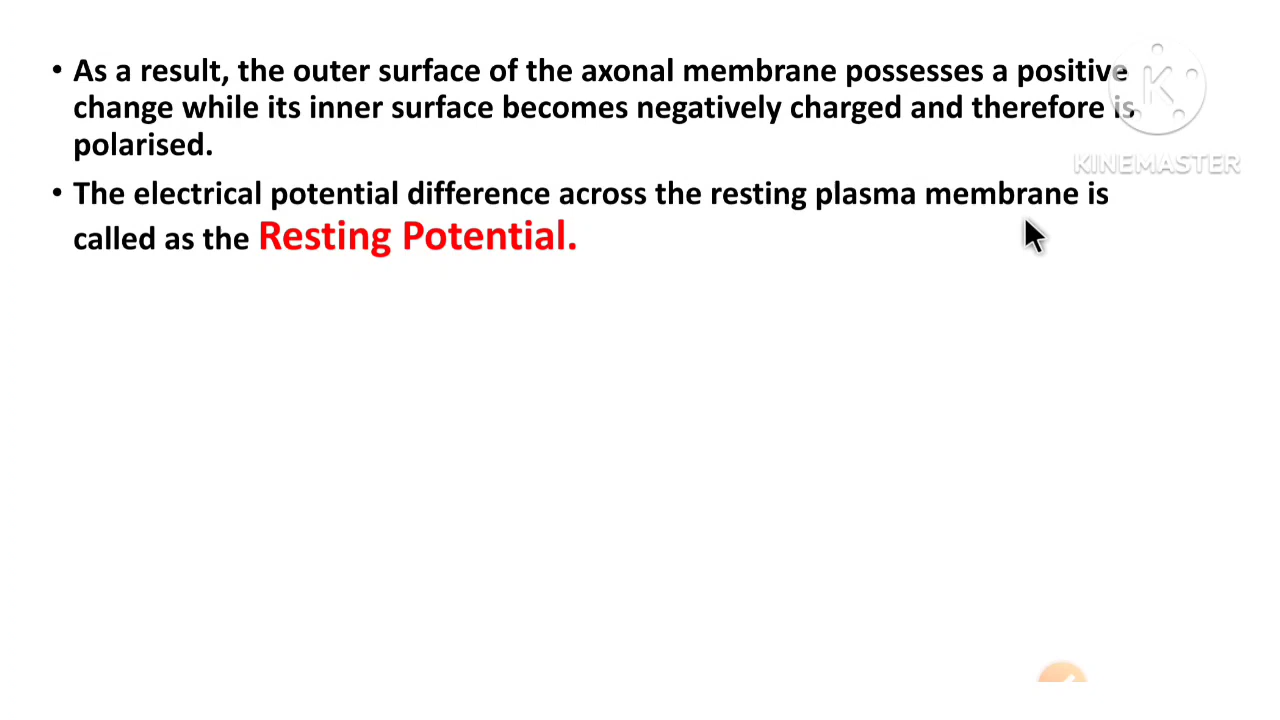 • As a result, the outer surface of the axonal membrane possesses a positive
change while its inner surface becomes negatively charged and therefore is
polarised.
• The electrical potential difference across the resting plasma membrane is
called as the Resting Potential.
KINEMASTER